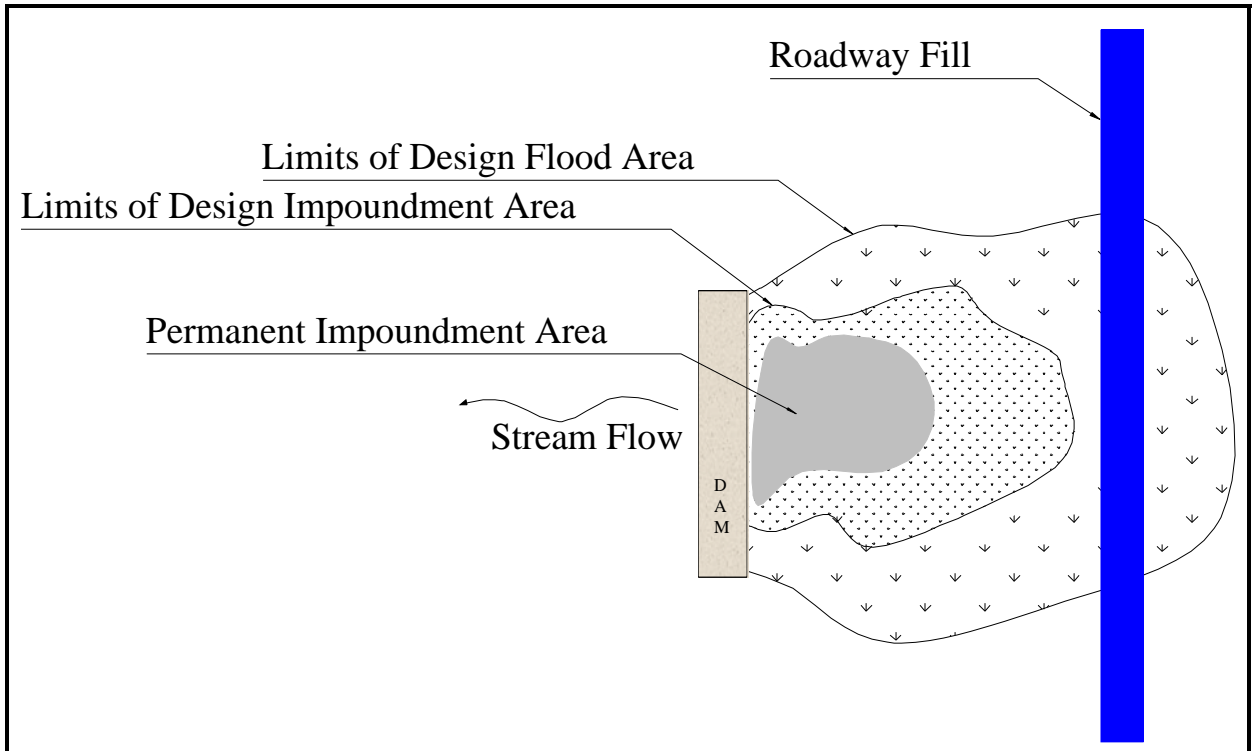 Roadway Fill
Limits of Design Flood Area
Limits of Design Impoundment Area
Permanent Impoundment Area
Stream Flow
D
A
M